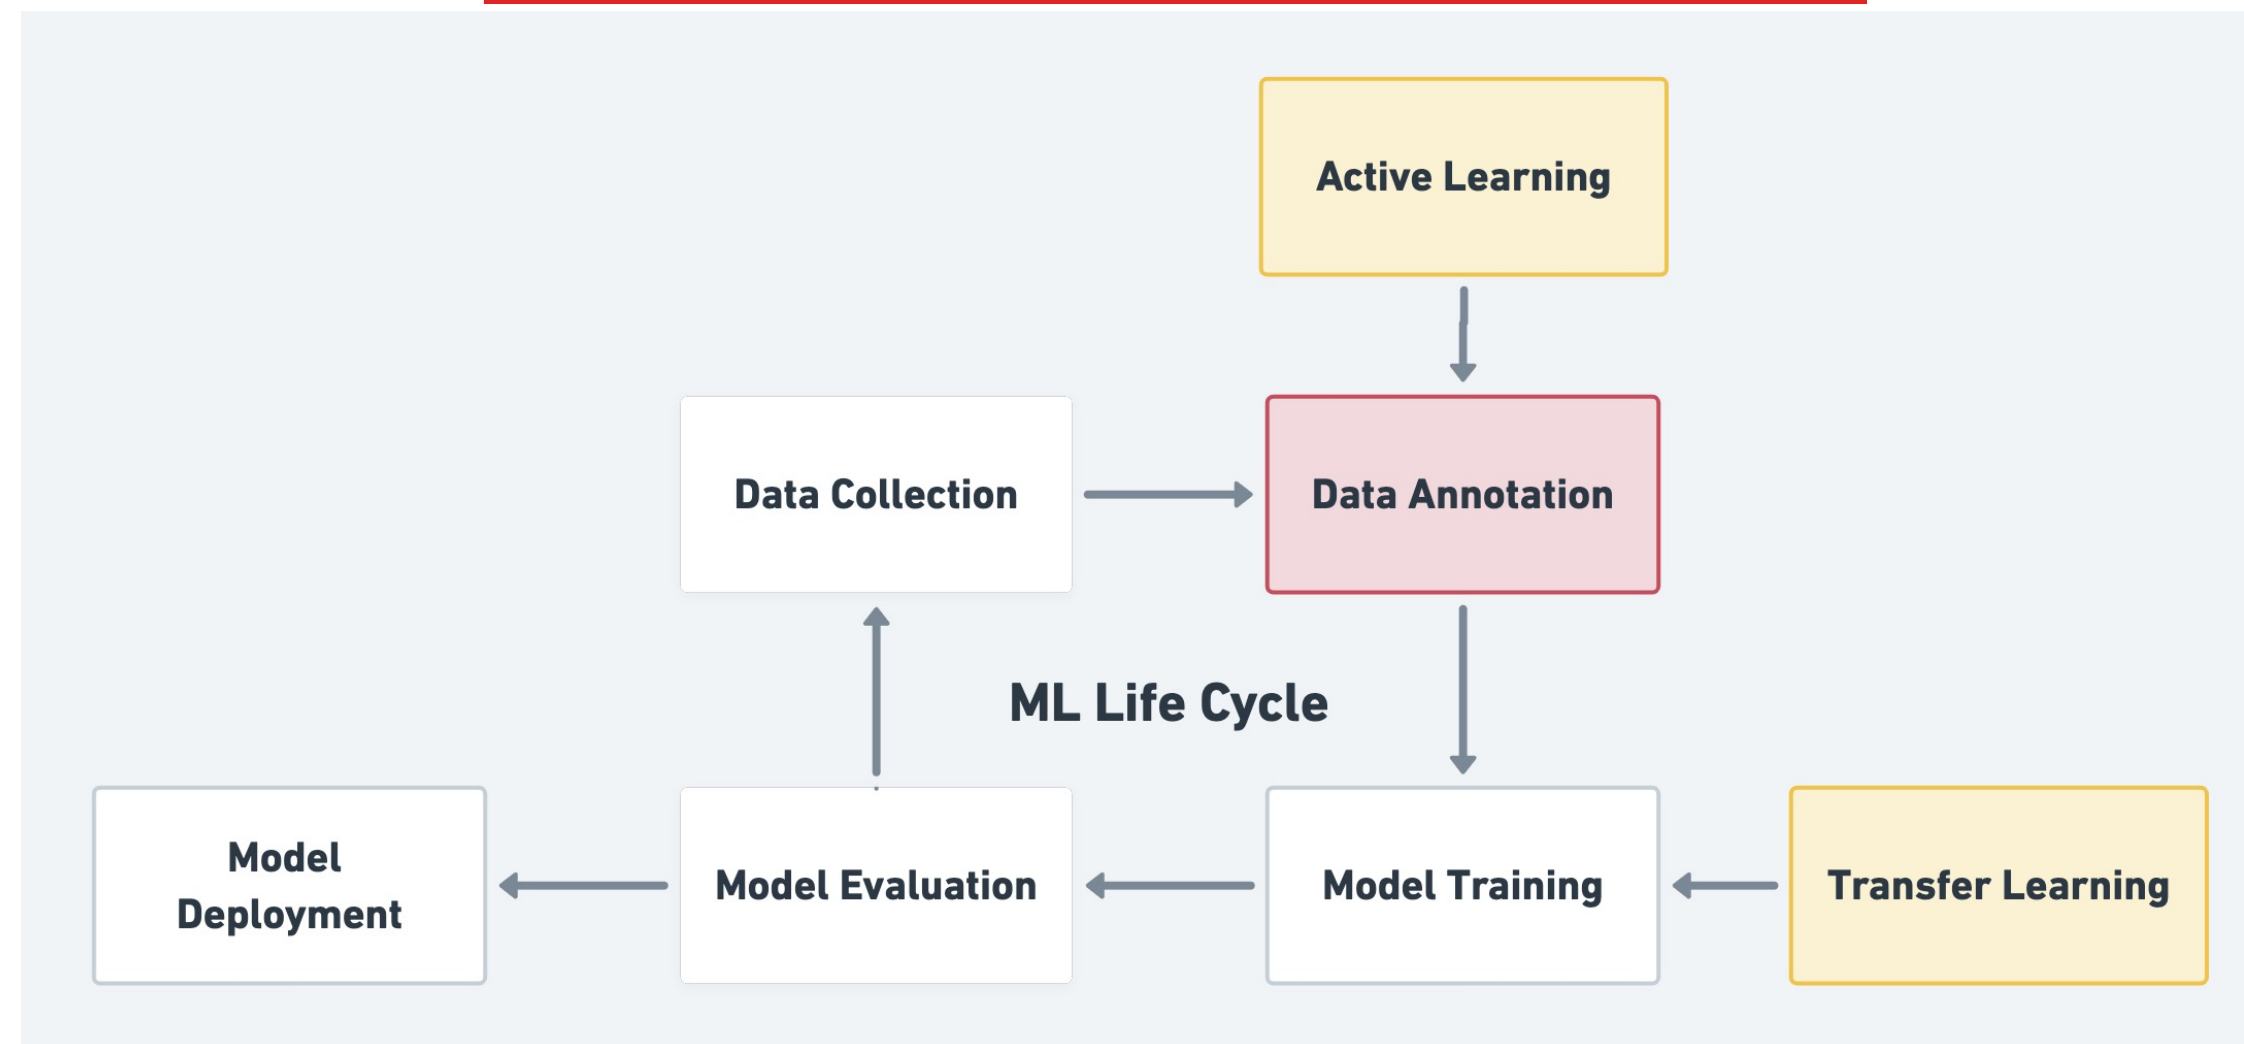 Active Learning
Data Collection
Data Annotation
ML Life Cycle
Model
Deployment
Model Evaluation
Model Training
Transfer Learning